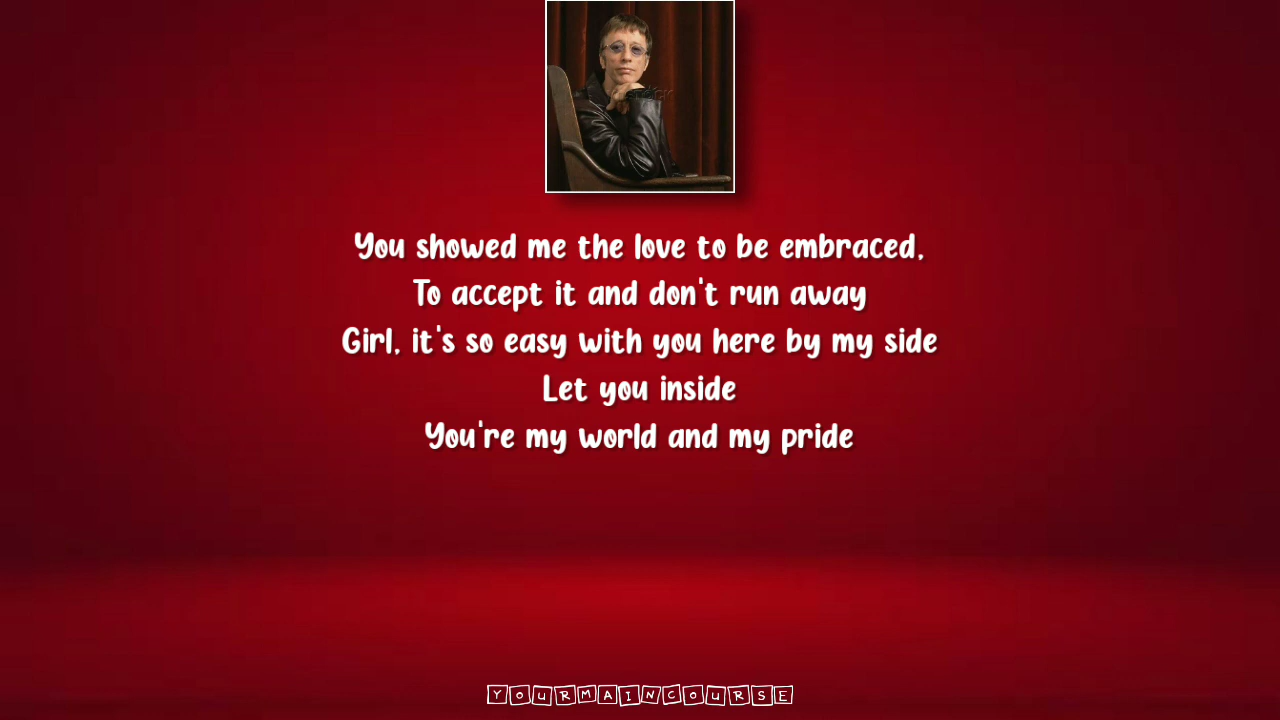 You showed me the love to be embraced,
To accept it and don't run away
Girl, it's so easy with you here by my side
Let you inside
You're my world and my pride
YOURMAINCOURSE